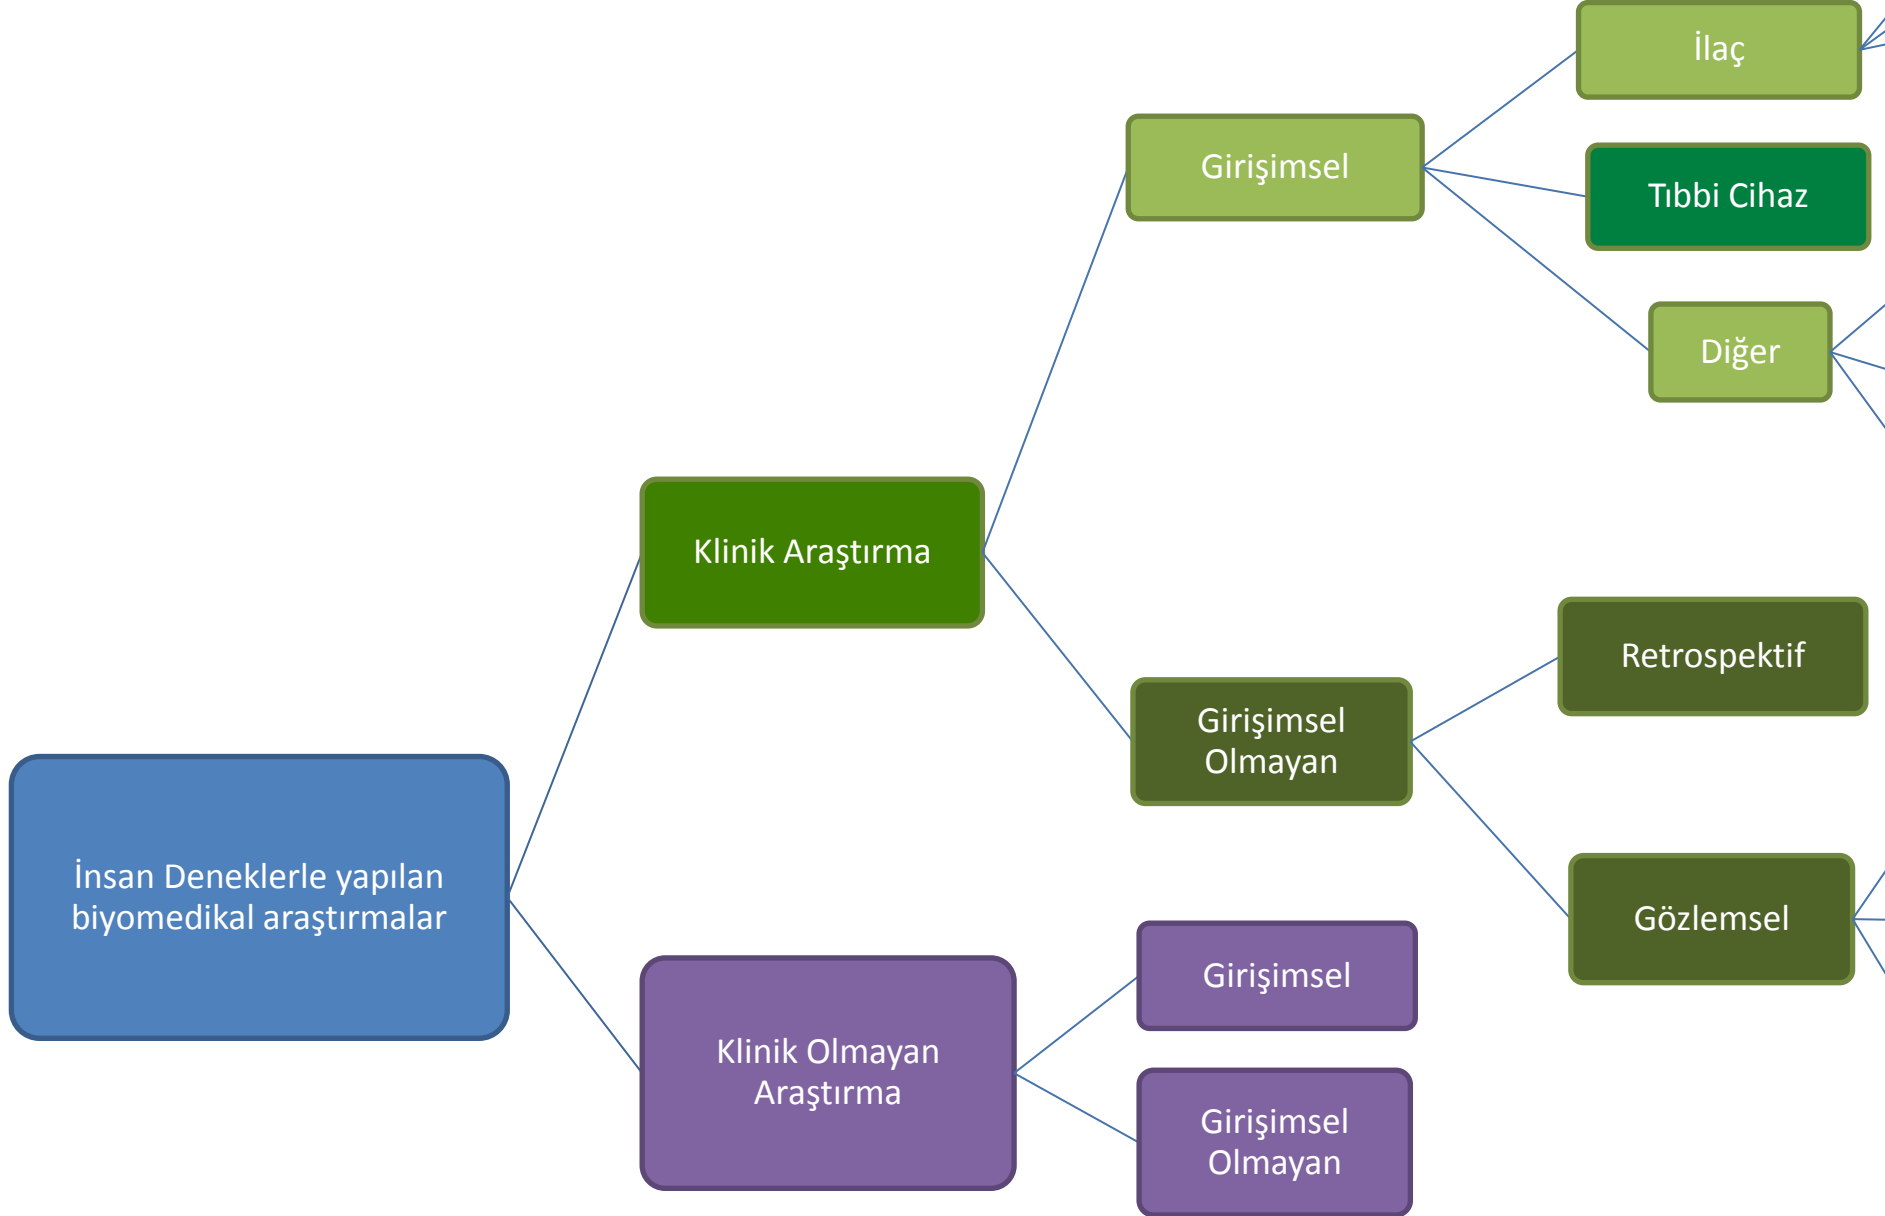 İlaç
Girişimsel
Tıbbi Cihaz
Diğer
Klinik Araştırma
Retrospektif
Girişimsel
Olmayan
İnsan Deneklerle yapılan
biyomedikal araştırmalar
Gözlemsel
Girişimsel
Klinik Olmayan
Araştırma
Girişimsel
Olmayan